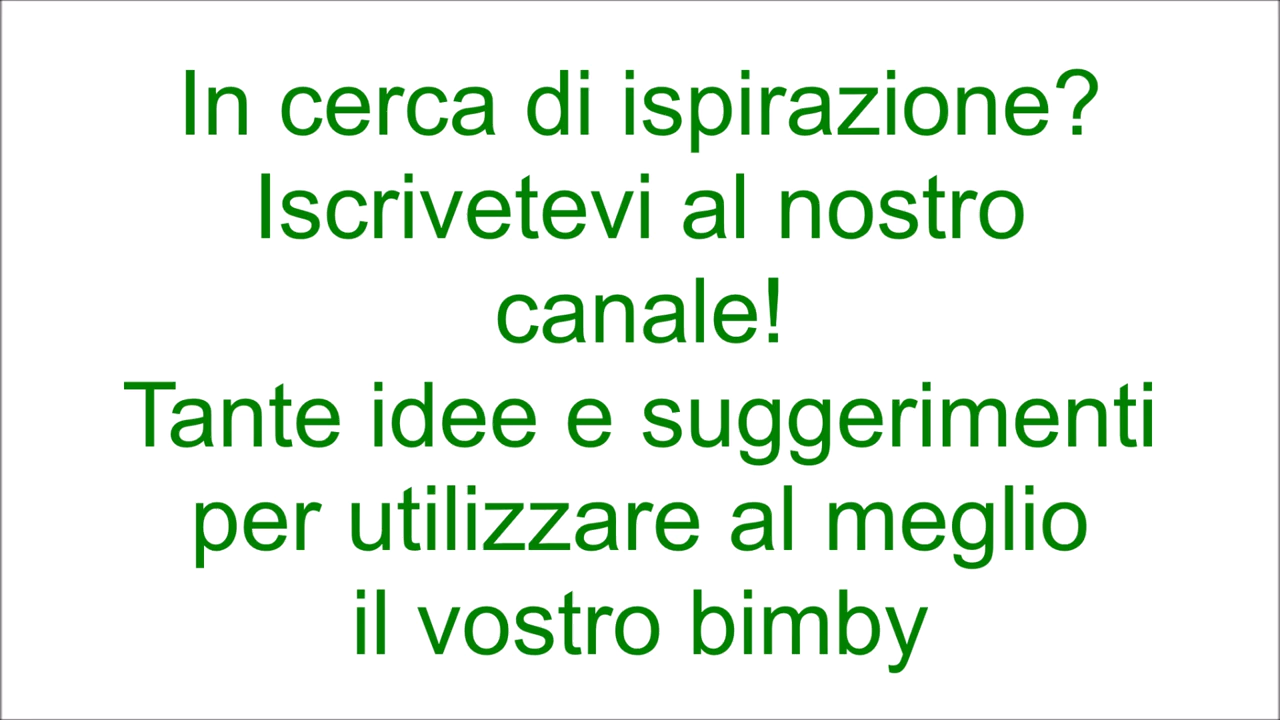 In cerca di ispirazione?
Iscrivetevi al nostro
canale!
Tante idee e suggerimenti
per utilizzare al meglio
il vostro bimby